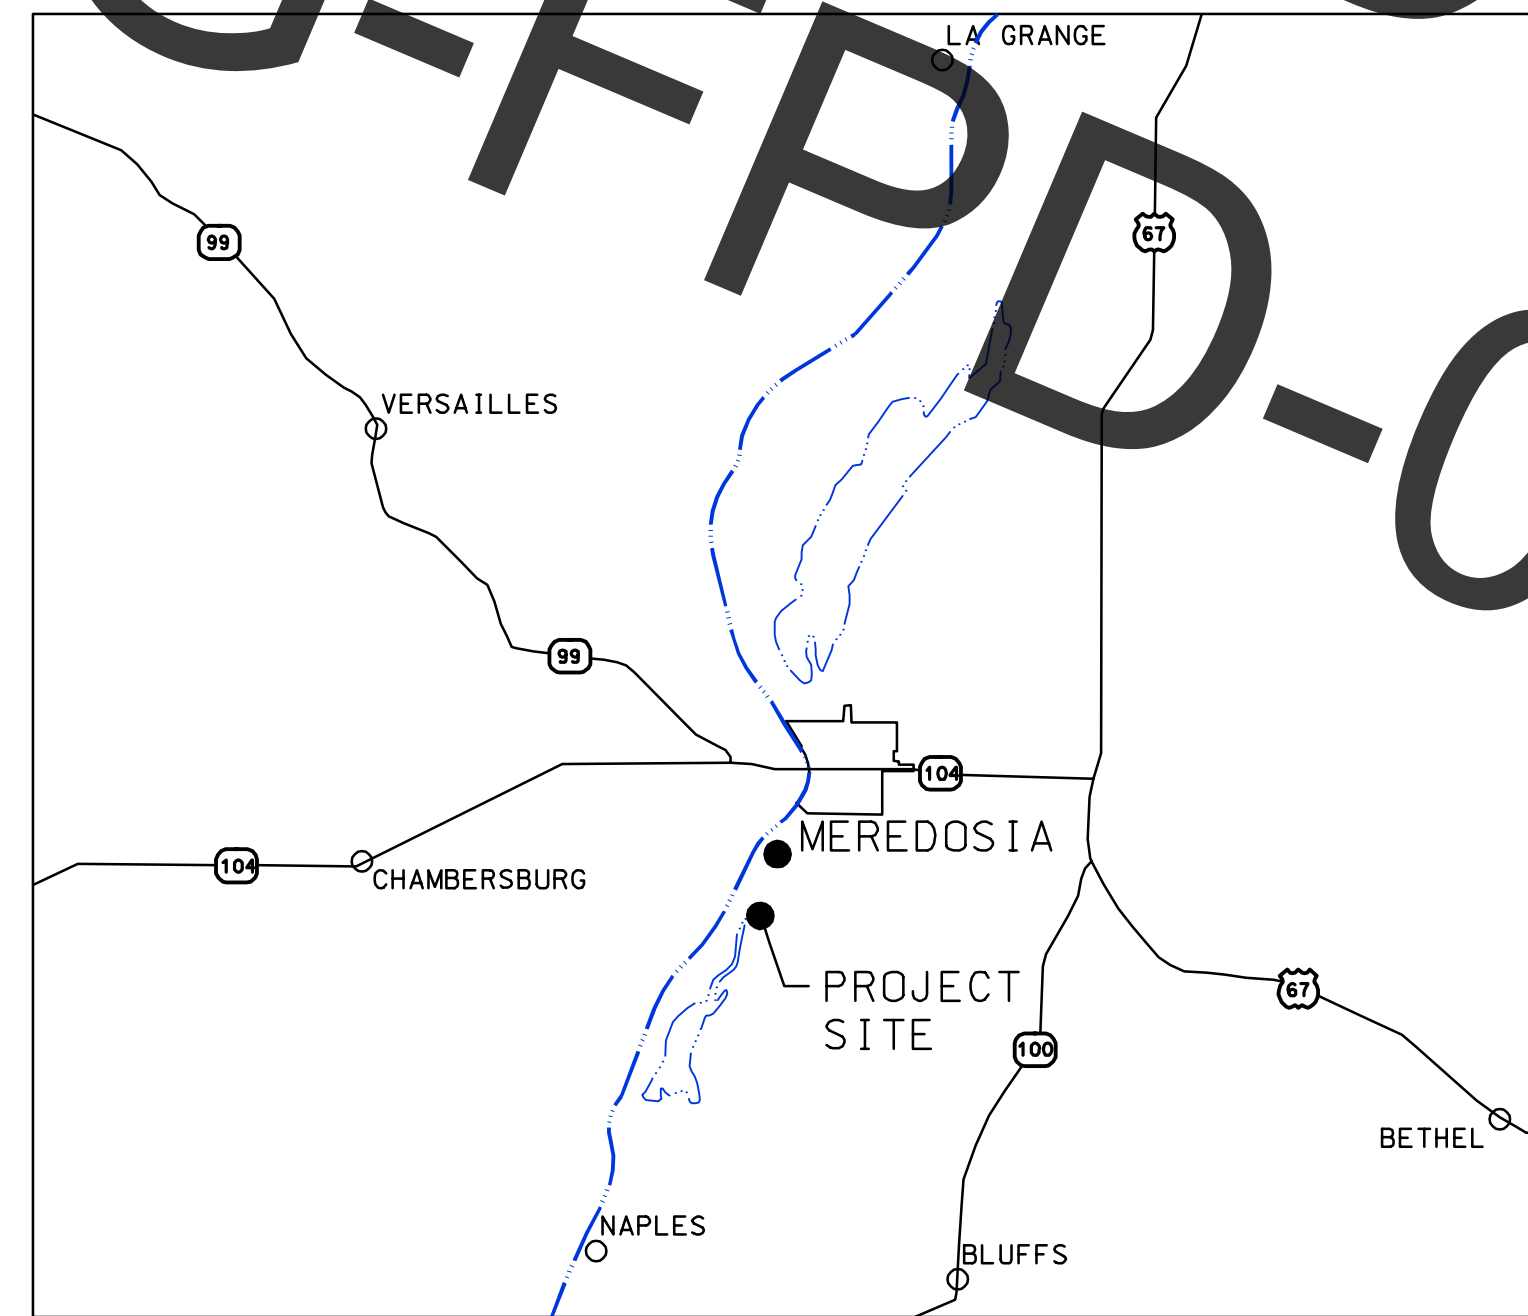 LA GRANGE
67
99
VERSAILLES
99
104
MEREDOSIA
104
CHAMBERSBURG
PROJECT
SITE
67
100
BETHEL
NAPLES
BLUFFS